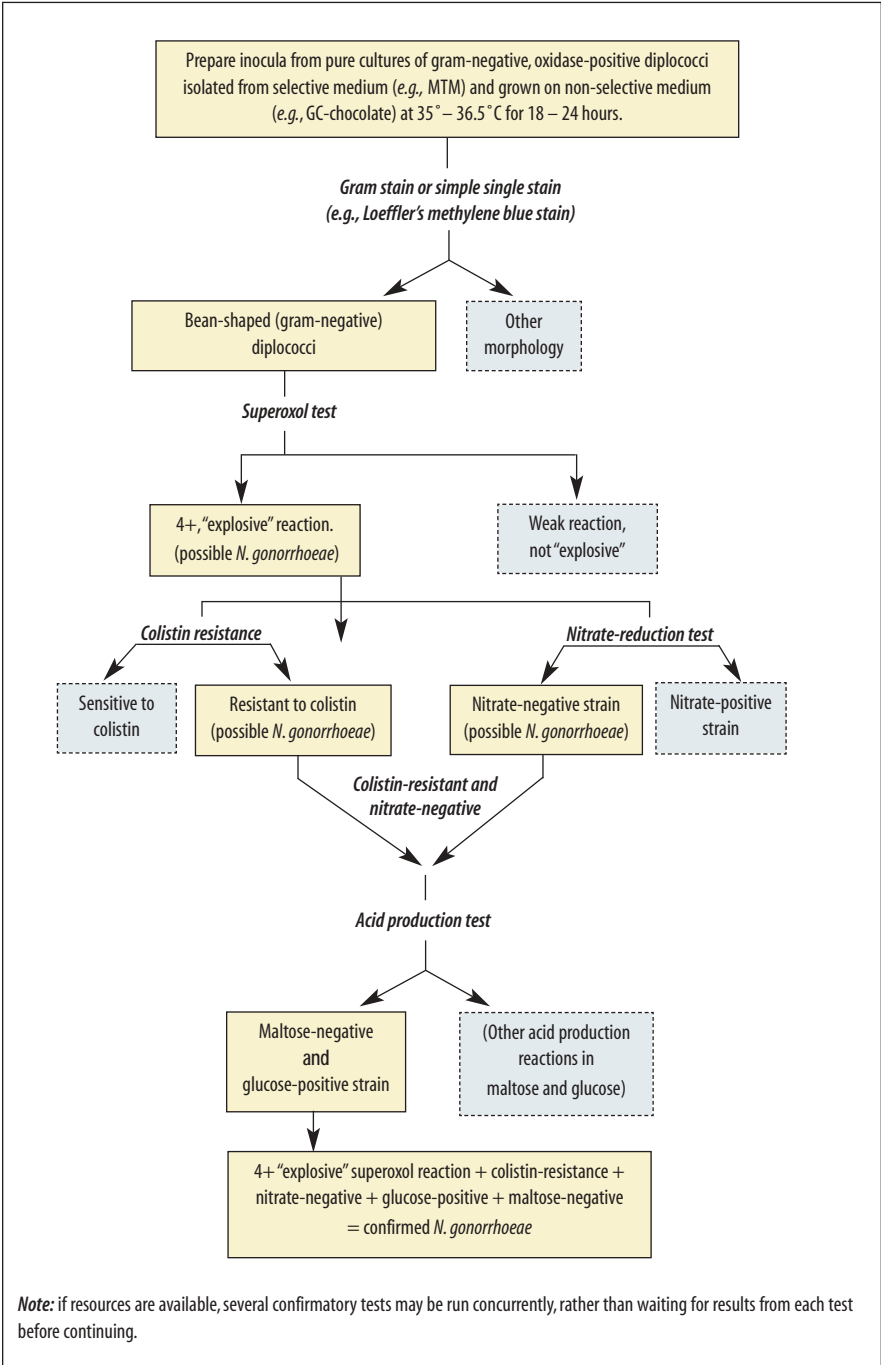 Prepare inocula from pure cultures of gram-negative, oxidase-positive diplococci
isolated from selective medium (e.g., MTM) and grown on non-selective medium
(e.g., GC-chocolate) at 35˚– 36.5˚C for 18 – 24 hours.
Gram stain or simple single stain
(e.g., Loeffler’s methylene blue stain)
Bean-shaped (gram-negative)
diplococci
Other
morphology
Superoxol test
4+, “explosive” reaction.
(possible N. gonorrhoeae)
Weak reaction,
not “explosive”
Colistin resistance
Nitrate-reduction test
Sensitive to
colistin
Resistant to colistin
(possible N. gonorrhoeae)
Nitrate-negative strain
(possible N. gonorrhoeae)
Nitrate-positive
strain
Colistin-resistant and
nitrate-negative
Acid production test
Maltose-negative
and
glucose-positive strain
(Other acid production
reactions in
maltose and glucose)
4+ “explosive” superoxol reaction + colistin-resistance +
nitrate-negative + glucose-positive + maltose-negative
= confirmed N. gonorrhoeae
Note: if resources are available, several confirmatory tests may be run concurrently, rather than waiting for results from each test
before continuing.